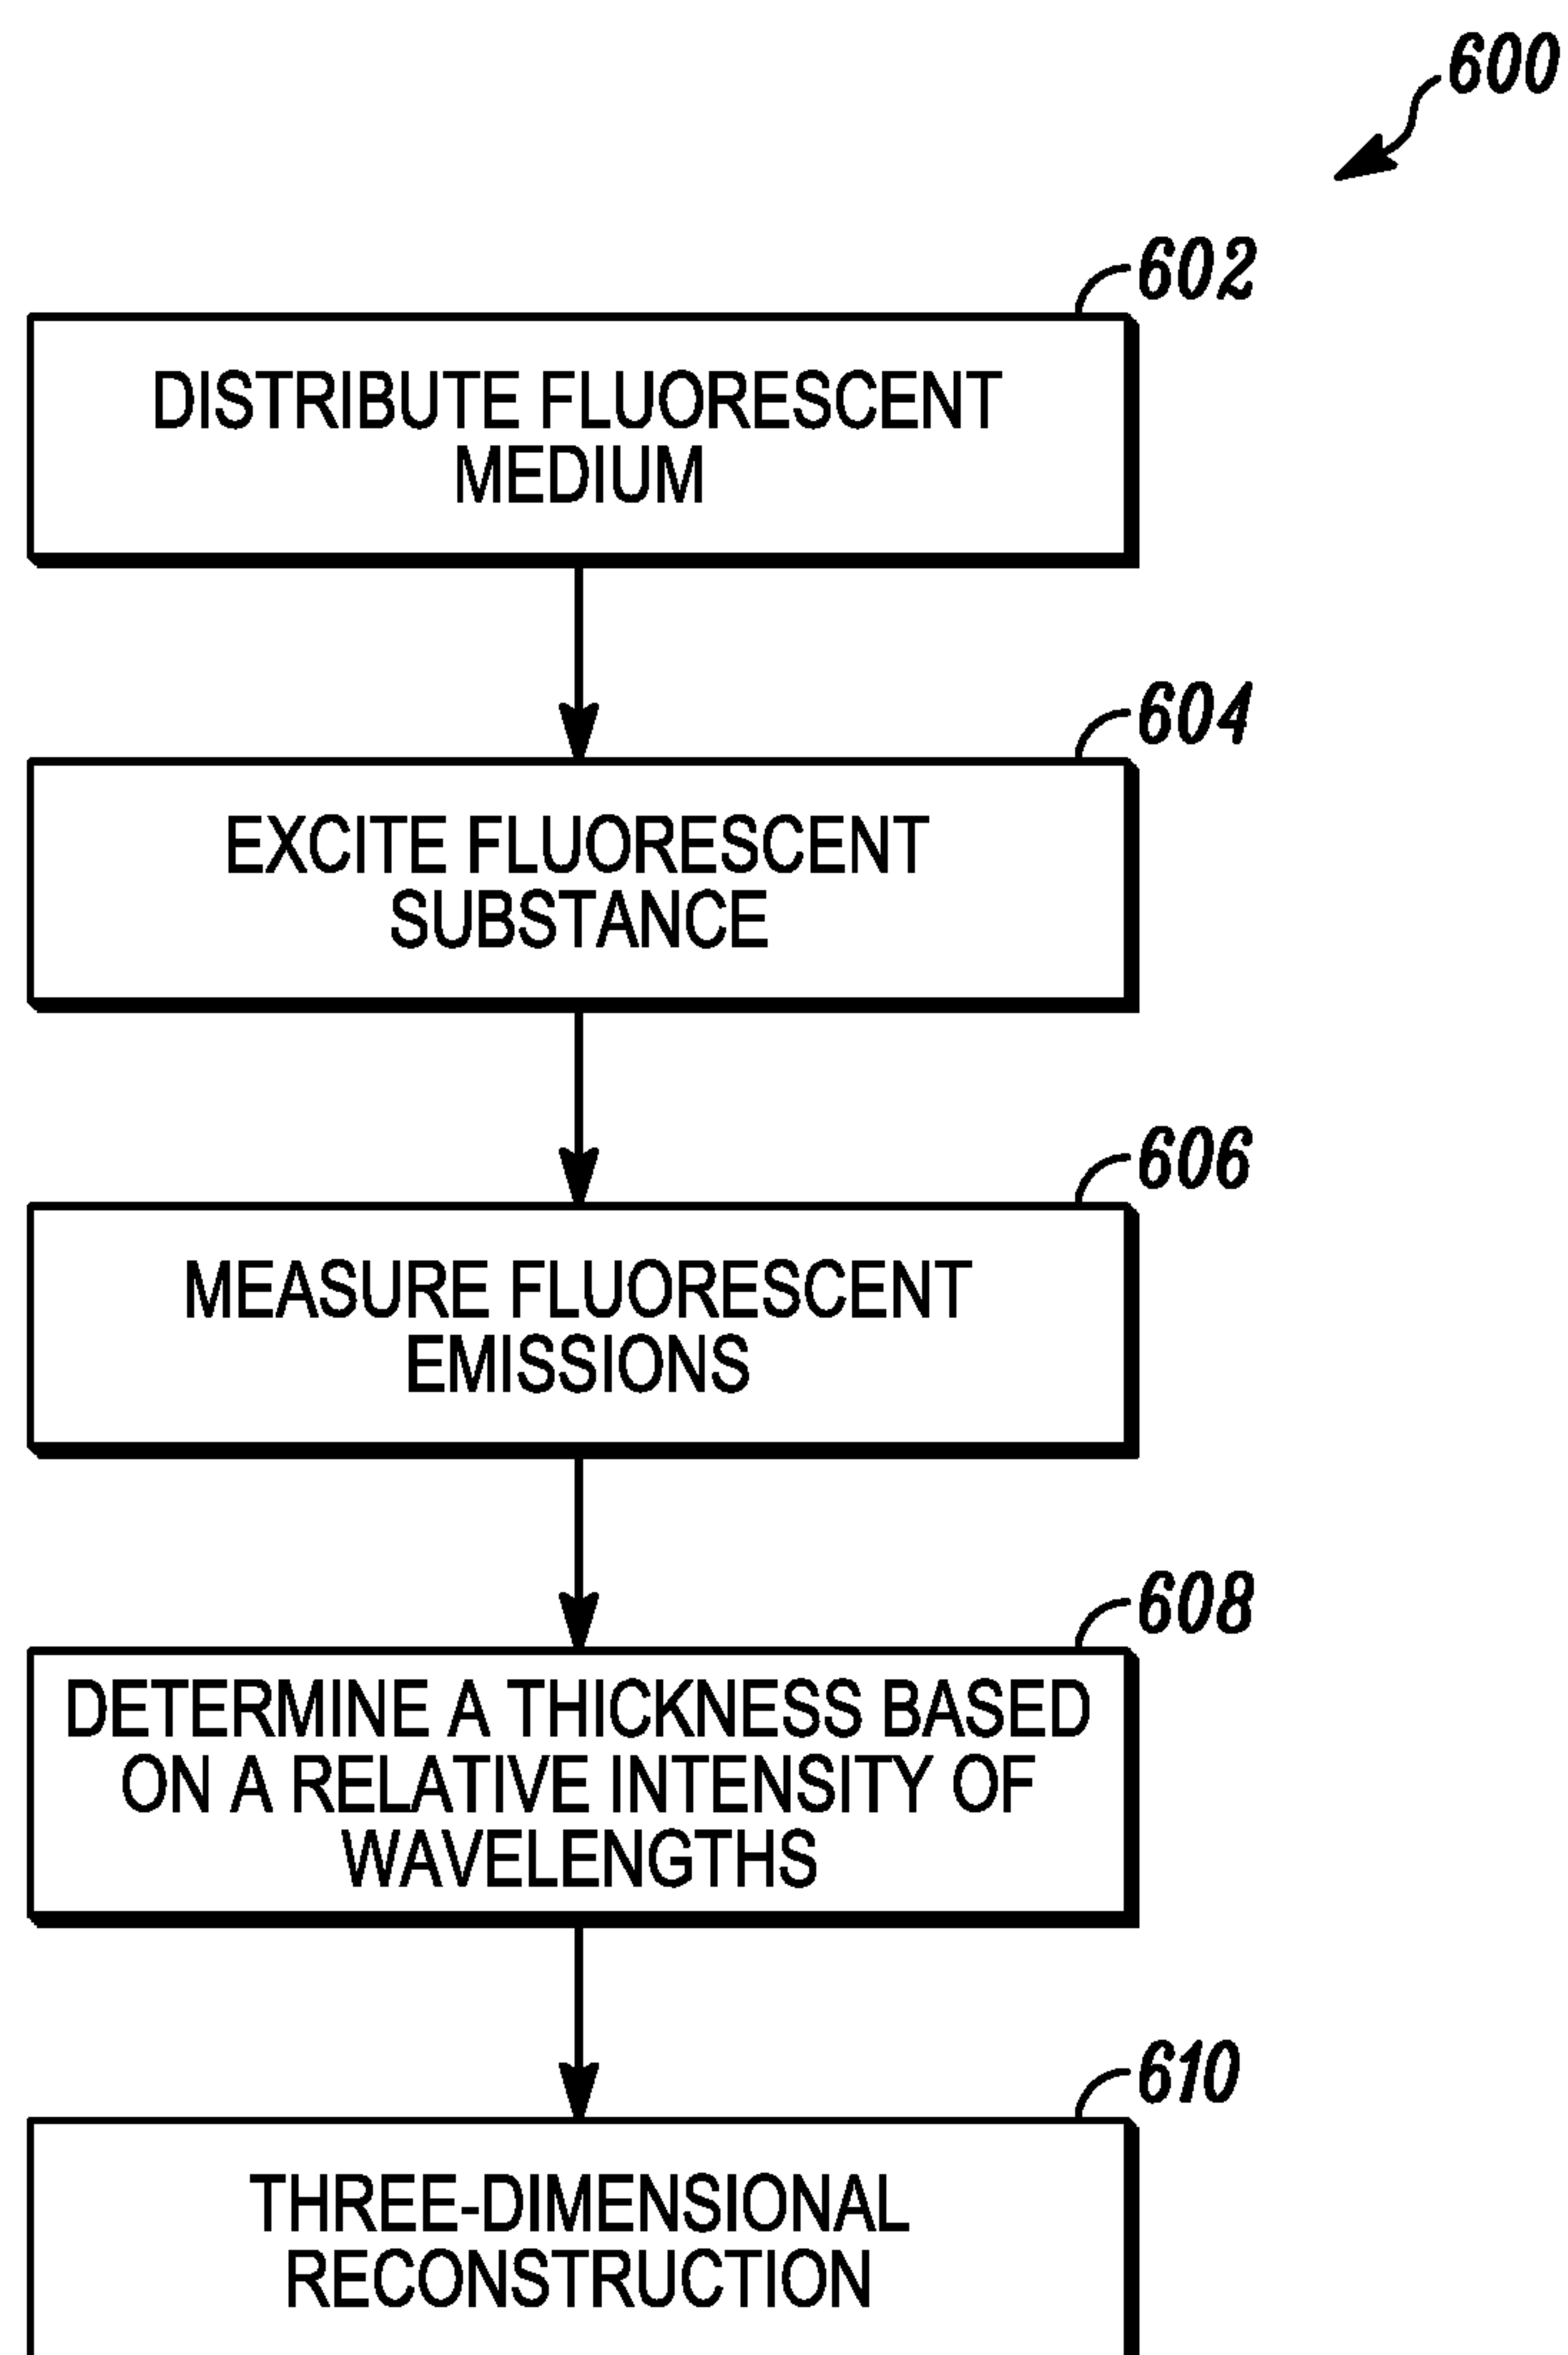 600
602
DISTRIBUTE FLUORESCENT
MEDIUM
604
EXCITE FLUORESCENT
SUBSTANCE
606
MEASURE FLUORESCENT
EMISSIONS
608
DETERMINE A THICKNESS BASED
ON A RELATIVE INTENSITY OF
WAVELENGTHS
610
THREE-DIMENSIONAL
RECONSTRUCTION